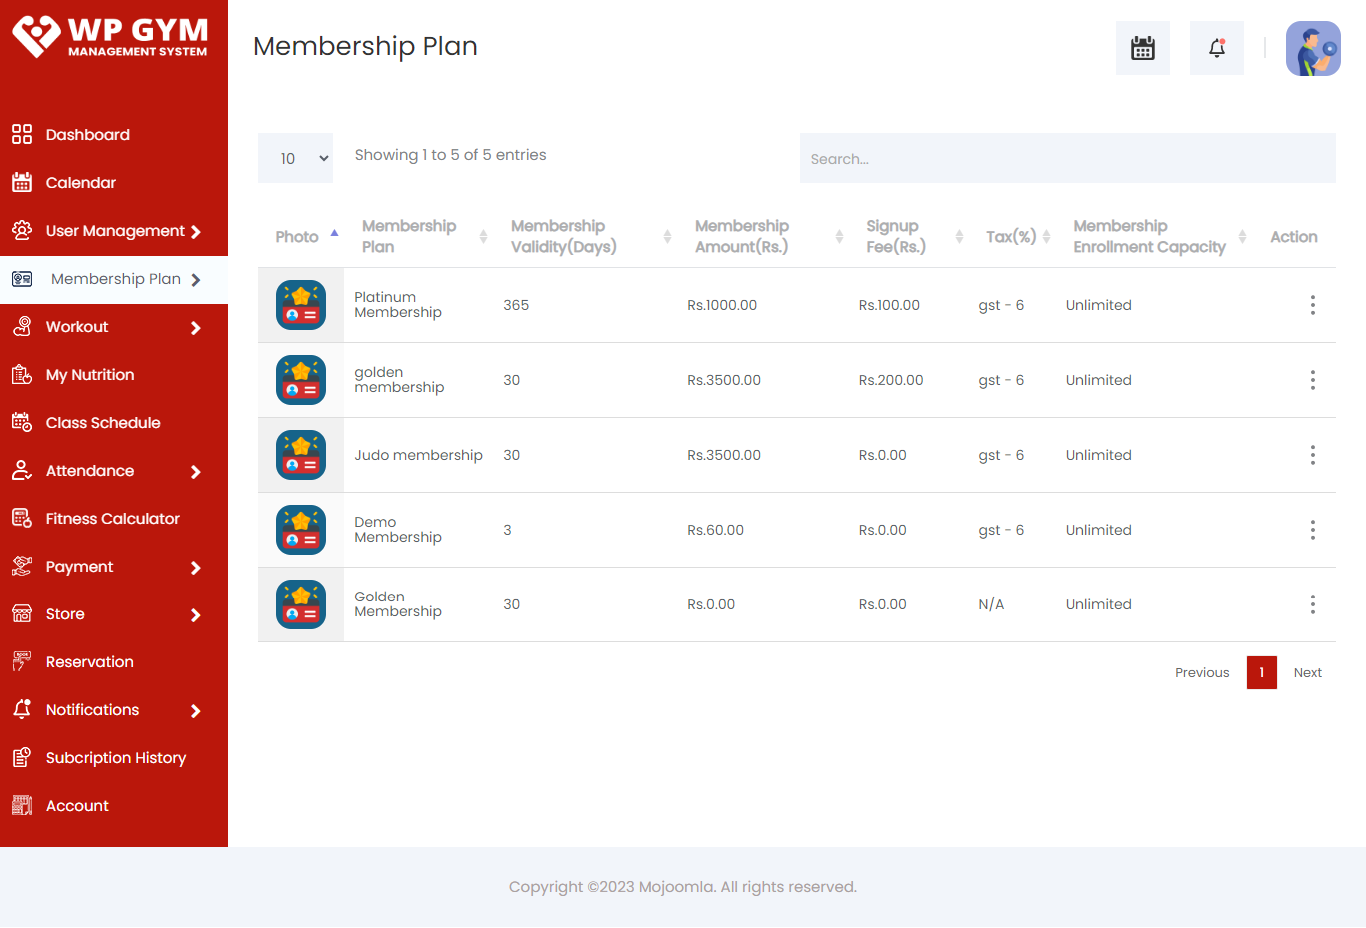 WP GYM
MANAGEMENT SYSTEM
Dashboard
Calendar
User Management
Membership Plan
Workout
My Nutrition
Class Schedule
Attendance
Fitness Calculator
Payment
Store
Reservation
Notifications
Subcription History
Account
Membership Plan
10
Showing 1 to 5 of 5 entries
Search...
Photo
Membership
Plan
Membership
Validity(Days)
Membership
Amount(Rs.)
Signup
Fee(Rs.)
Tax(%)
Membership
Enrollment Capacity
Action
Platinum
Membership
365
Rs.1000.00
Rs.100.00
gst - 6
Unlimited
golden
membership
30
Rs.3500.00
Rs.200.00
gst - 6
Unlimited
Judo membership
30
Rs.3500.00
Rs.0.00
gst - 6
Unlimited
Demo
Membership
3
Rs.60.00
Rs.0.00
gst - 6
Unlimited
Golden
Membership
30
Rs.0.00
Rs.0.00
N/A
Unlimited
Previous
1
Next
Copyright ©2023 Mojoomla. All rights reserved.